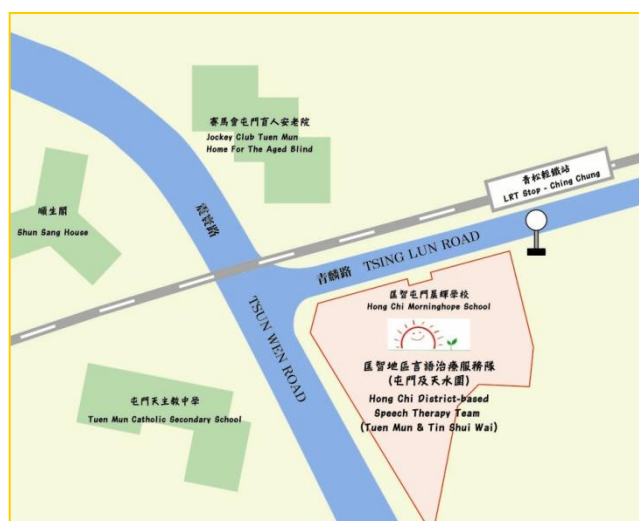 賽馬會屯門盲人安老院
Jockey Club Tuen Mun
Home For The Aged Blind
青松輕鐵站
LRT Stop - Ching Chung
順生閣
Shun Sang House
震寰路
青麟路 TSING LUN ROAD
TSUN WEN ROAD
匡智屯門晨輝學校
Hong Chi Morninghope School
匡智地區言語治療服務隊
(屯門及天水圍)
Hong Chi District-based
Speech Therapy Team
(Tuen Mun & Tin Shui Wai)
屯門天主教中學
Tuen Mun Catholic Secondary School